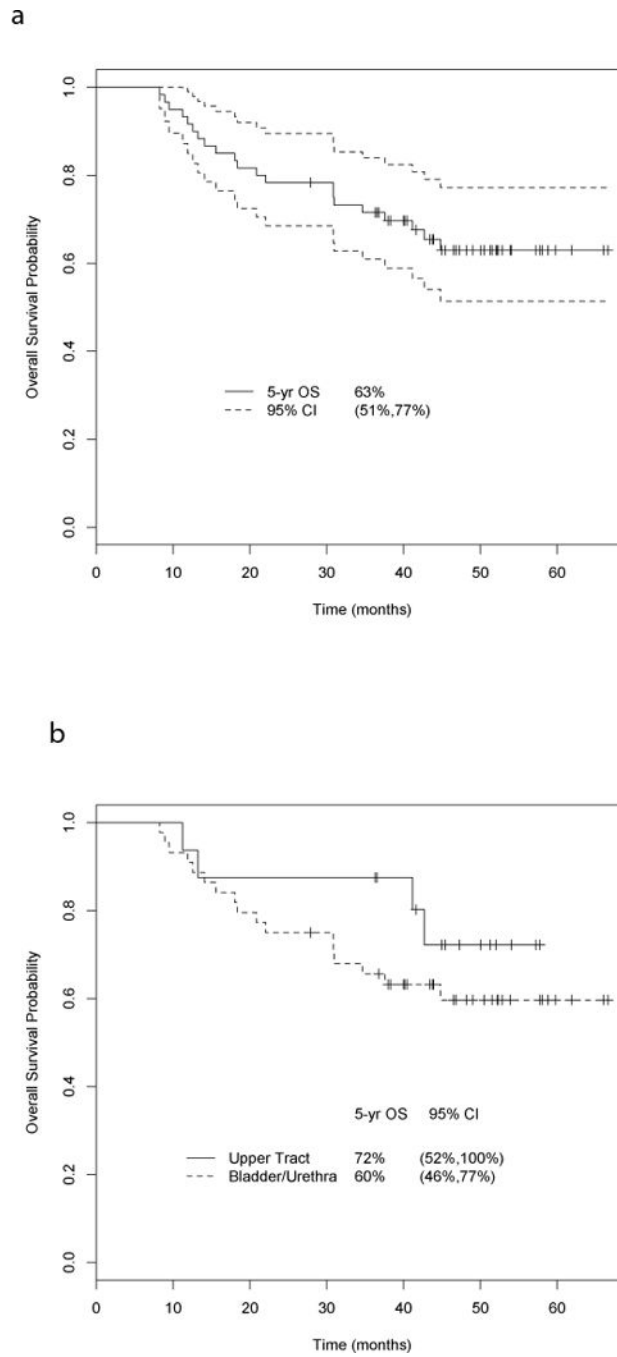 a
1.0
0.8
0.6
0.4
0.2
0.0
Overall Survival Probability
5-yr OS 63%
95% CI (51%,77%)
0 10 20 30 40 50 60
Time (months)
b
1.0
0.8
0.6
0.4
0.2
0.0
Overall Survival Probability
5-yr OS 95% CI
Upper Tract 72% (52%,100%)
Bladder/Urethra 60% (46%,77%)
0 10 20 30 40 50 60
Time (months)